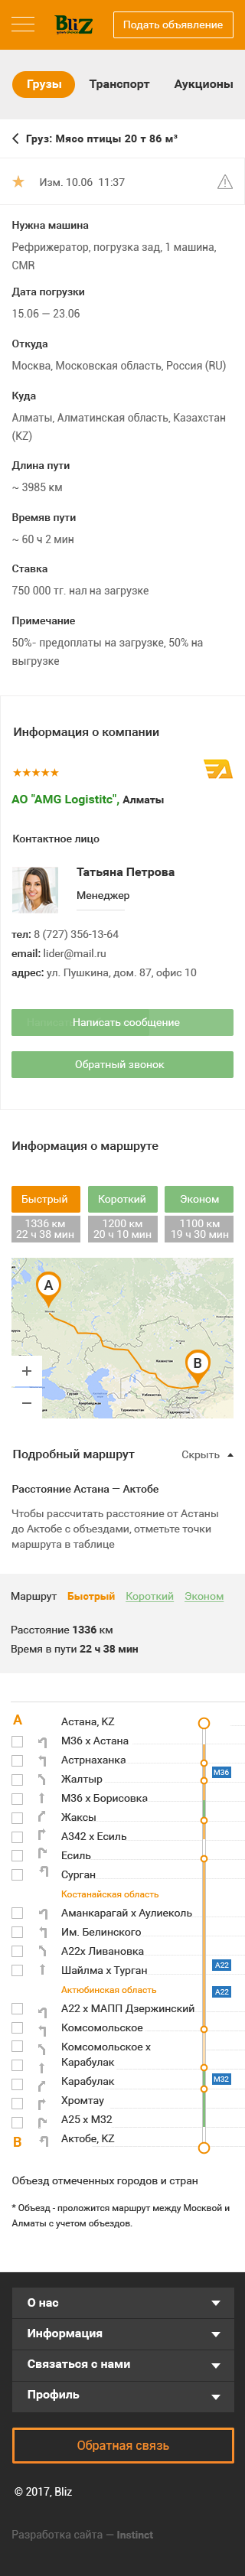 BLIZ
Подать объявление
Грузы Транспорт Аукционы
Груз: Мясо птицы 20 т 86 м³
Изм. 10.06 11:37
Нужна машина
Рефрижератор, погрузка зад, 1 машина,
CMR
Дата погрузки
15.06 — 23.06
Откуда
Москва, Московская область, Россия (RU)
Куда
Алматы, Алматинская область, Казахстан
(KZ)
Длина пути
~ 3985 км
Времяв пути
~ 60 ч 2 мин
Ставка
750 000 тг. нал на загрузке
Примечание
50%- предоплаты на загрузке, 50% на
выгрузке
Информация о компании
АО "AMG Logistitc", Алматы
Контактное лицо
Татьяна Петрова
Менеджер
тел: 8 (727) 356-13-64
email: lider@mail.ru
адрес: ул. Пушкина, дом. 87, офис 10
Написать сообщение
Обратный звонок
Информация о маршруте
Быстрый Короткий Эконом
1336 км 1200 км 1100 км
22 ч 38 мин 20 ч 10 мин 19 ч 30 мин
A
B
+
−
Подробный маршрут Скрыть
Расстояние Астана — Актобе
Чтобы рассчитать расстояние от Астаны
до Актобе с объездами, отметьте точки
маршрута в таблице
Маршрут Быстрый Короткий Эконом
Расстояние 1336 км
Время в пути 22 ч 38 мин
A Астана, KZ
M36 x Астана
Астрнаханка
Жалтыр M36
M36 x Борисовка
Жаксы
A342 x Есиль
Есиль
Сурган
Костанайская область
Аманкарагай x Аулиеколь
Им. Белинского
A22x Ливановка
Шайлма x Турган A22
Актюбинская область A22
A22 x МАПП Дзержинский
Комсомольское
Комсомольское x
Карабулак
Карабулак M32
Хромтау
A25 x M32
B Актобе, KZ
Объезд отмеченных городов и стран
* Объезд - проложится маршрут между Москвой и
Алматы с учетом объездов.
О нас
Информация
Связаться с нами
Профиль
Обратная связь
© 2017, Bliz
Разработка сайта — Instinct